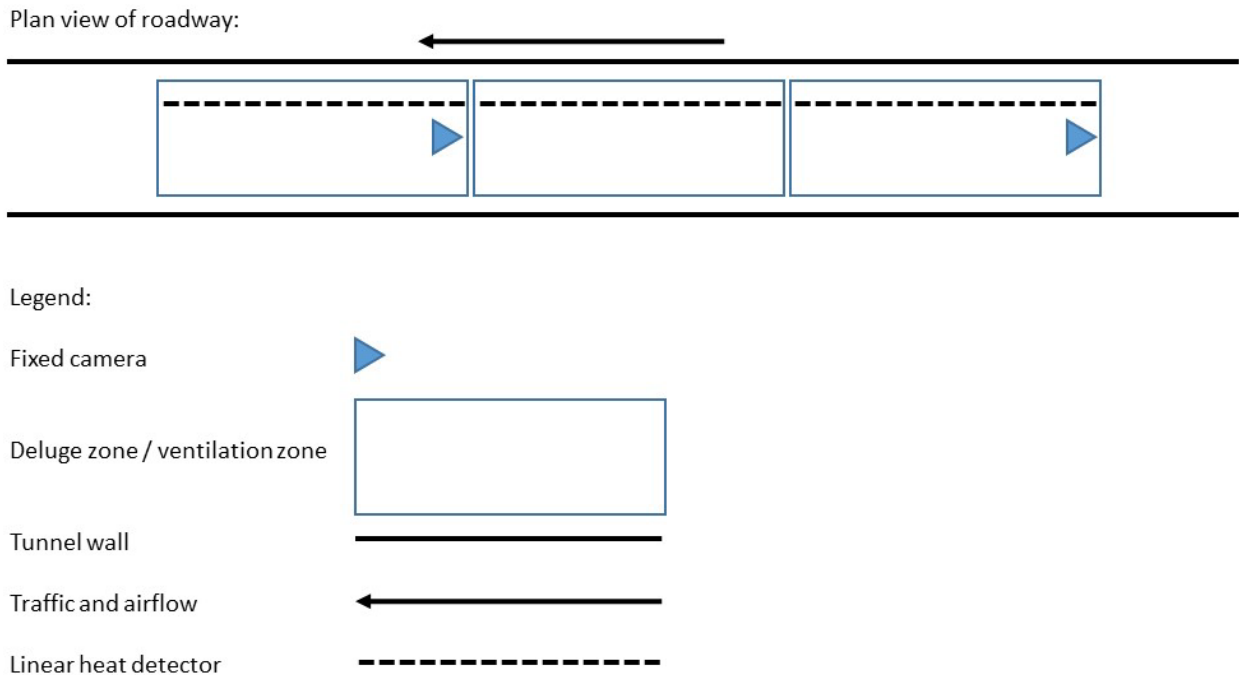 Plan view of roadway:
Legend:
Fixed camera
Deluge zone / ventilation zone
Tunnel wall
Traffic and airflow
Linear heat detector